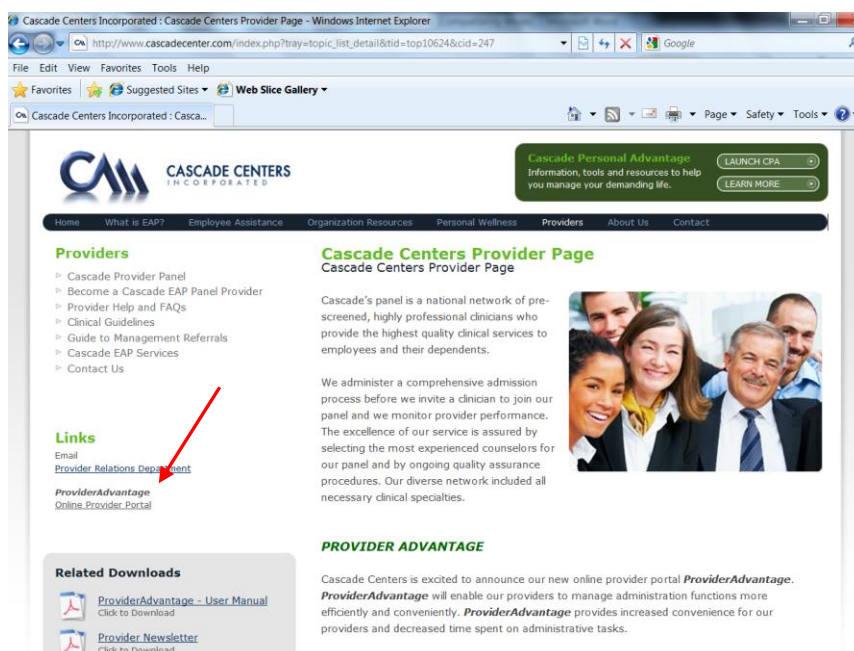 Cascade Centers Incorporated : Cascade Centers Provider Page - Windows Internet Explorer
http://www.cascadecenter.com/index.php?tray=topic_list_detail&tid=top10624&cid=247
Google
File Edit View Favorites Tools Help
Favorites Suggested Sites Web Slice Gallery
Cascade Centers Incorporated : Casca...
Page Safety Tools
CASCADE CENTERS
INCORPORATED
Cascade Personal Advantage
Information, tools and resources to help
you manage your demanding life.
LAUNCH CPA
LEARN MORE
Home What is EAP? Employee Assistance Organization Resources Personal Wellness Providers About Us Contact
Providers
Cascade Provider Panel
Become a Cascade EAP Panel Provider
Provider Help and FAQs
Clinical Guidelines
Guide to Management Referrals
Cascade EAP Services
Contact Us
Links
Email
Provider Relations Department
ProviderAdvantage
Online Provider Portal
Related Downloads
ProviderAdvantage - User Manual
Click to Download
Provider Newsletter
Click to Download
Cascade Centers Provider Page
Cascade Centers Provider Page
Cascade's panel is a national network of pre-
screened, highly professional clinicians who
provide the highest quality clinical services to
employees and their dependents.
We administer a comprehensive admission
process before we invite a clinician to join our
panel and we monitor provider performance.
The excellence of our service is assured by
selecting the most experienced counselors for
our panel and by ongoing quality assurance
procedures. Our diverse network included all
necessary clinical specialties.
PROVIDER ADVANTAGE
Cascade Centers is excited to announce our new online provider portal ProviderAdvantage.
ProviderAdvantage will enable our providers to manage administration functions more
efficiently and conveniently. ProviderAdvantage provides increased convenience for our
providers and decreased time spent on administrative tasks.